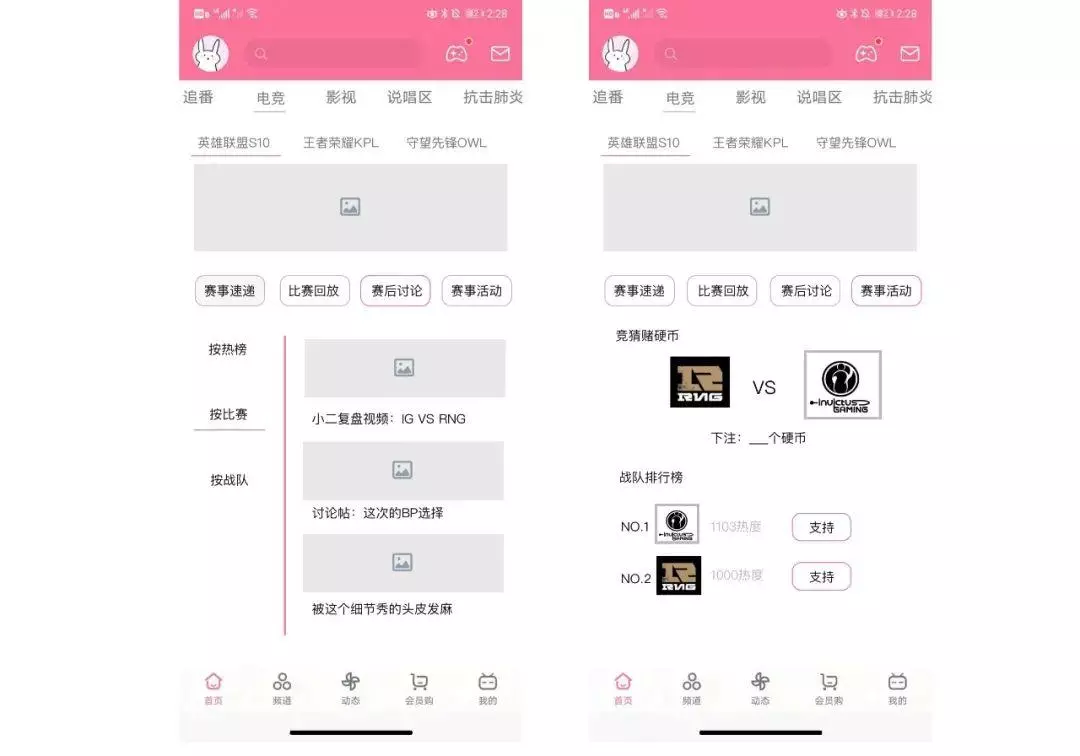 2:28
追番 电竞 影视 说唱区 抗击肺炎
英雄联盟S10 王者荣耀KPL 守望先锋OWL
赛事速递 比赛回放 赛后讨论 赛事活动
按热榜
按比赛
按战队
小二复盘视频：IG VS RNG
讨论帖：这次的BP选择
被这个细节秀的头皮发麻
首页 频道 动态 会员购 我的
2:28
追番 电竞 影视 说唱区 抗击肺炎
英雄联盟S10 王者荣耀KPL 守望先锋OWL
赛事速递 比赛回放 赛后讨论 赛事活动
竞猜赌硬币
RNG VS invictus GAMING
下注：___个硬币
战队排行榜
NO.1 invictus GAMING 1103热度 支持
NO.2 RNG 1000热度 支持
首页 频道 动态 会员购 我的